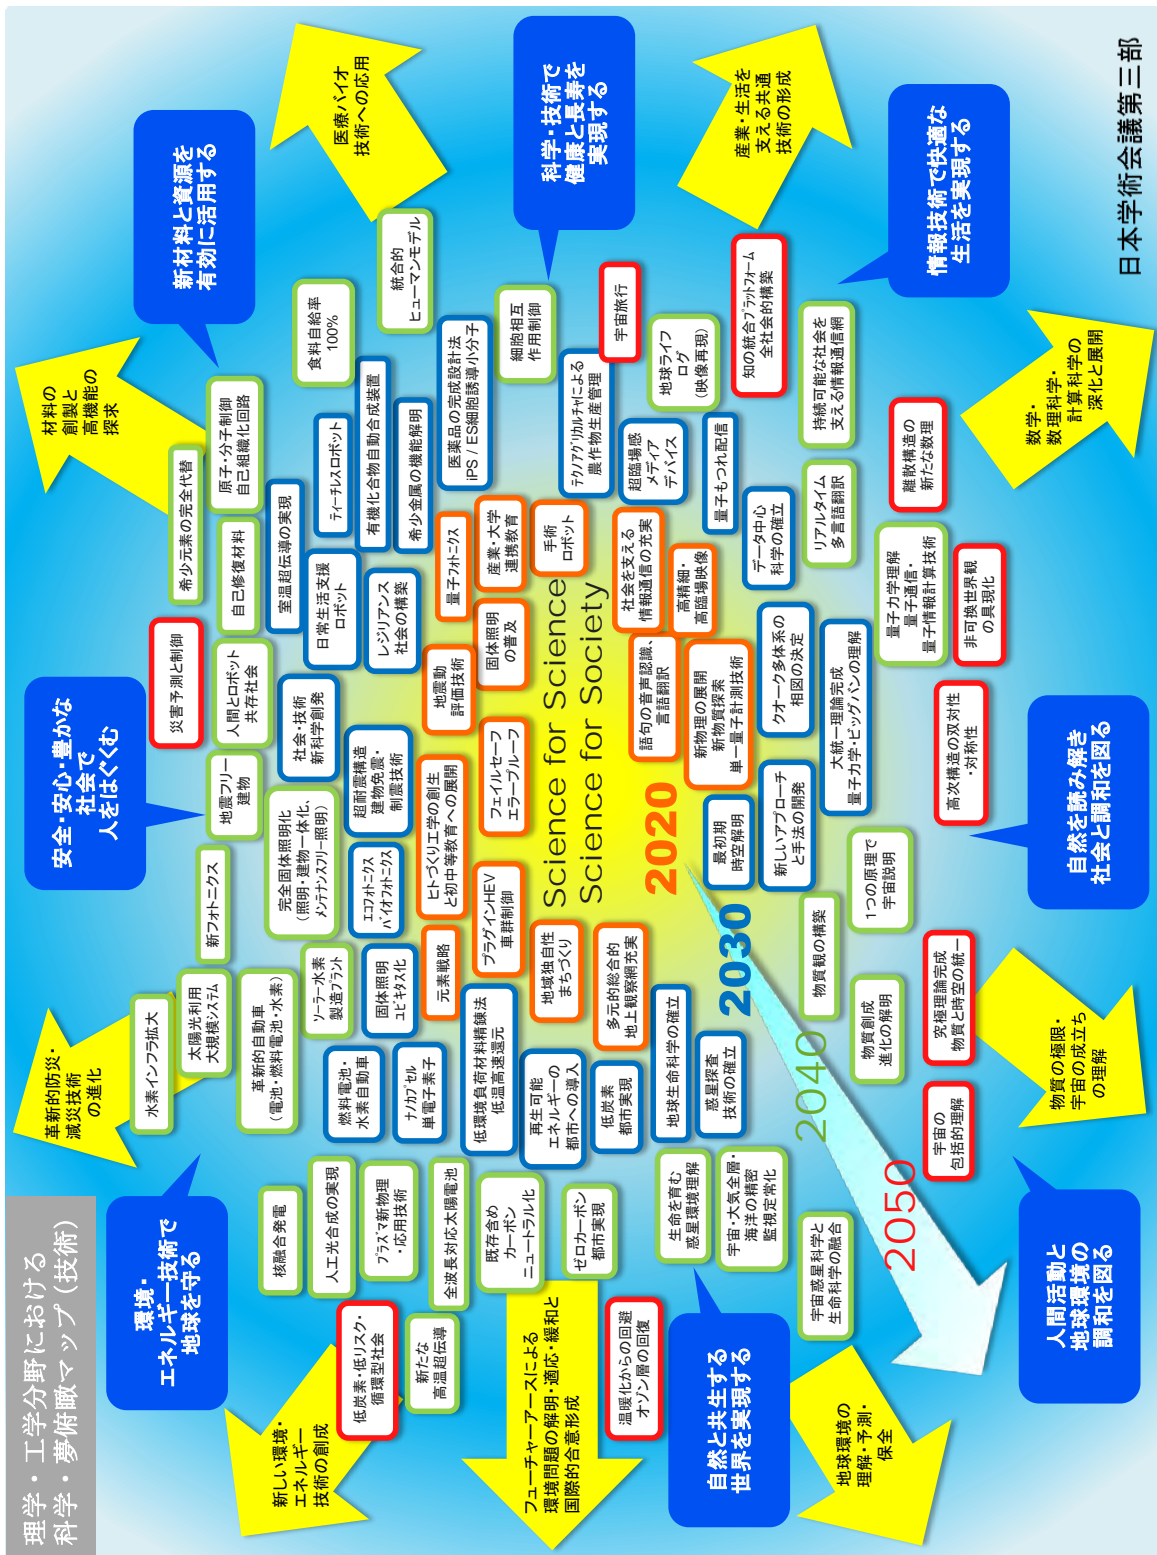 理学・工学分野における
科学・夢俯瞰マップ（技術）
革新的防災・
減災技術
の進化
材料の
創製と
高機能の
探求
安全・安心・豊かな
社会で
人をはぐくむ
環境・
エネルギー技術で
地球を守る
新材料と資源を
有効に活用する
新しい環境・
エネルギー
技術の創成
医療バイオ
技術への応用
水素インフラ拡大
災害予測と制御
希少元素の完全代替
太陽光利用
大規模システム
新フォトニクス
地震フリー
建物
人間とロボット
共存社会
自己修復材料
原子・分子制御
自己組織化回路
核融合発電
革新的自動車
（電池・燃料電池・水素）
完全固体照明化
（照明・建物一体化、
メンテナンスフリー照明）
社会・技術
新科学創発
室温超伝導の実現
食料自給率
100%
人工光合成の実現
ソーラー水素
製造プラント
日常生活支援
ロボット
ティーチレスロボット
低炭素・低リスク・
循環型社会
プラズマ新物理
・応用技術
燃料電池・
水素自動車
固体照明
ユビキタス化
エコフォトニクス
バイオフォトニクス
超耐震構造
建物免震・
制震技術
レジリアンス
社会の構築
有機化合物自動合成装置
統合的
ヒューマンモデル
新たな
高温超伝導
全波長対応太陽電池
ナノカプセル
単電子素子
元素戦略
ヒトづくり工学の創生
と初中等教育への展開
地震動
評価技術
量子フォトニクス
希少金属の機能解明
医薬品の完成設計法
iPS / ES細胞誘導小分子
既存含め
カーボン
ニュートラル化
低環境負荷材料精錬法
低温高速還元
プラグインHEV
車群制御
フェイルセーフ
エラープルーフ
固体照明
の普及
産業・大学
連携教育
細胞相互
作用制御
科学・技術で
健康と長寿を
実現する
フューチャーアースによる
環境問題の解明・適応・緩和と
国際的合意形成
ゼロカーボン
都市実現
再生可能
エネルギーの
都市への導入
地域独自性
まちづくり
Science for Science
Science for Society
手術
ロボット
テクノアグリカルチャによる
農作物生産管理
宇宙旅行
温暖化からの回避
オゾン層の回復
低炭素
都市実現
多元的総合的
地上観察網充実
社会を支える
情報通信の充実
超臨場感
メディア
デバイス
地球ライフ
ログ
（映像再現）
生命を育む
惑星環境理解
地球生命科学の確立
2020
語句の音声認識、
言語翻訳
高精細・
高臨場映像
量子もつれ配信
自然と共生する
世界を実現する
宇宙・大気全層・
海洋の精密
監視定常化
惑星探査
技術の確立
2030
最初期
時空解明
新物理の展開
新物質探索
単一量子計測技術
データ中心
科学の確立
知の統合プラットフォーム
全社会的構築
産業・生活を
支える共通
技術の形成
宇宙惑星科学と
生命科学の融合
2040
物質観の構築
新しいアプローチ
と手法の開発
クオーク多体系の
相図の決定
リアルタイム
多言語翻訳
持続可能な社会を
支える情報通信網
地球環境の
理解・予測・
保全
2050
物質創成
進化の解明
1つの原理で
宇宙説明
大統一理論完成
量子力学・ビッグバンの理解
量子力学理解
量子通信・
量子情報計算技術
離散構造の
新たな数理
情報技術で快適な
生活を実現する
宇宙の
包括的理解
究極理論完成
物質と時空の統一
高次構造の双対性
・対称性
非可換世界観
の具現化
人間活動と
地球環境の
調和を図る
物質の極限・
宇宙の成立ち
の理解
自然を読み解き
社会と調和を図る
数学・
数理科学・
計算科学の
深化と展開
日本学術会議第三部